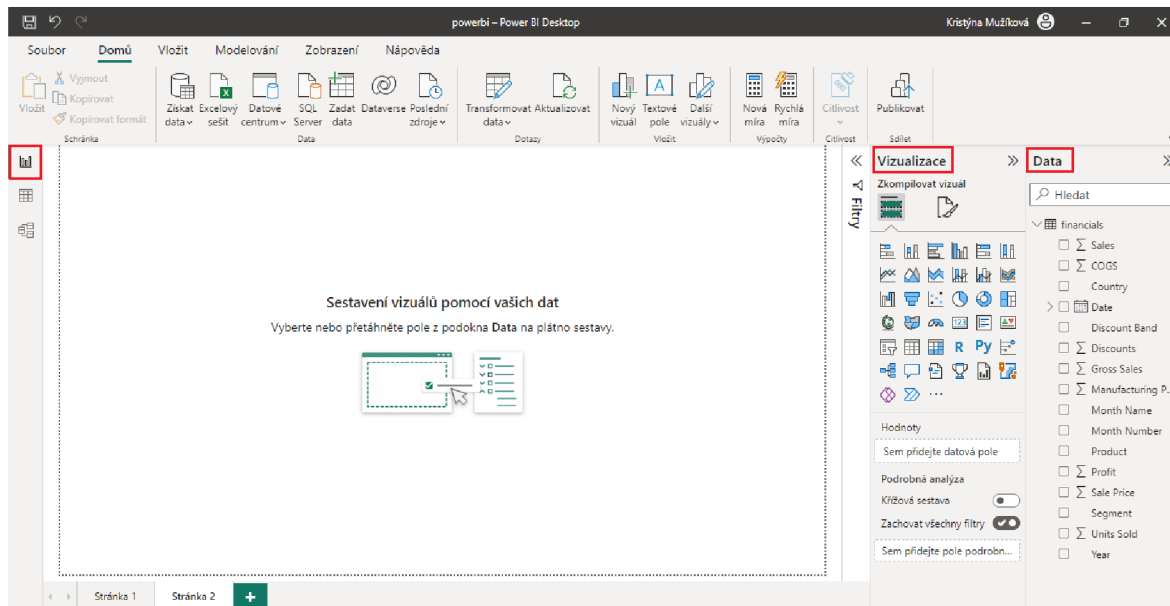 powerbi – Power BI Desktop
Kristýna Mužíková
Soubor Domů Vložit Modelování Zobrazení Nápověda
Vložit
Vyjmout
Kopírovat
Kopírovat formát
Schránka
Získat data
Excelový sešit
Datové centrum
SQL Server
Zadat data
Dataverse
Poslední zdroje
Data
Transformovat data
Aktualizovat
Dotazy
Nový vizuál
Textové pole
Další vizuály
Vložit
Nová míra
Rychlá míra
Výpočty
Citlivost
Citlivost
Publikovat
Sdílet
Sestavení vizuálů pomocí vašich dat
Vyberte nebo přetáhněte pole z podokna Data na plátno sestavy.
Filtry
Vizualizace
Zkompilovat vizuál
123
R Py
Hodnoty
Sem přidejte datová pole
Podrobná analýza
Křížová sestava
Zachovat všechny filtry
Sem přidejte pole podrobn...
Data
Hledat
financials
∑ Sales
∑ COGS
Country
Date
Discount Band
∑ Discounts
∑ Gross Sales
∑ Manufacturing P...
Month Name
Month Number
Product
∑ Profit
∑ Sale Price
Segment
∑ Units Sold
Year
Stránka 1 Stránka 2 +